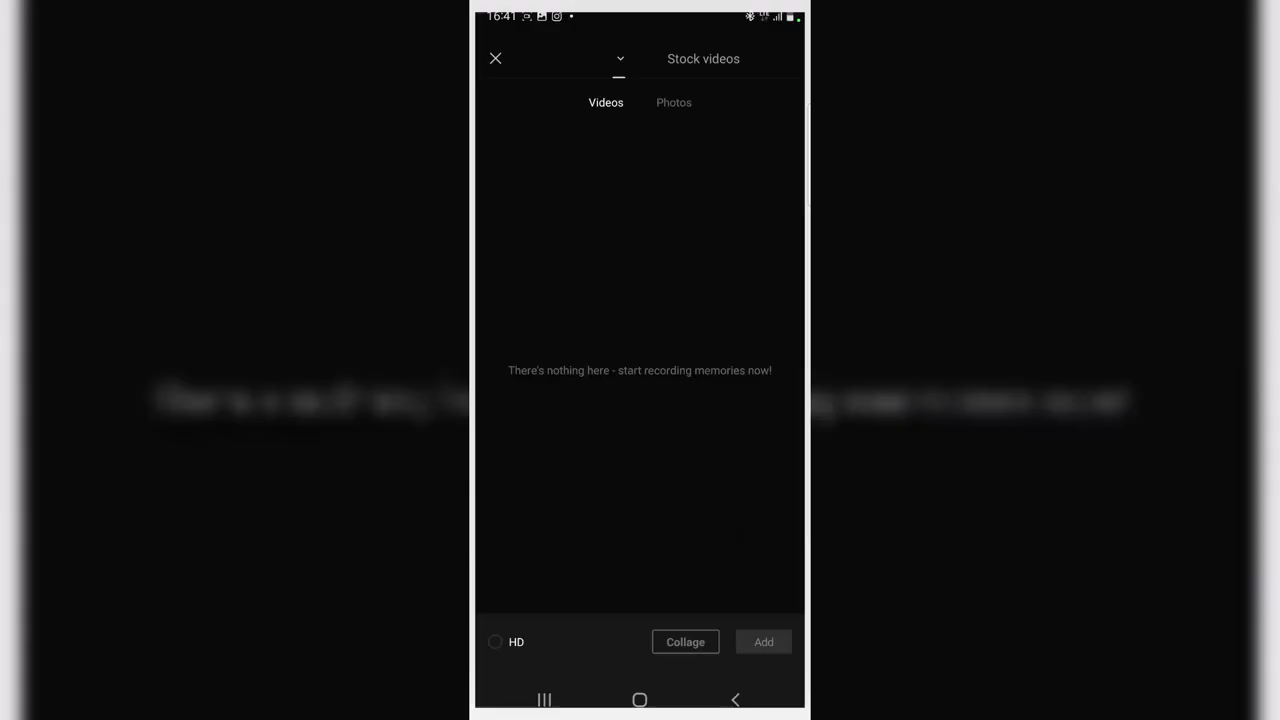 16:41
Stock videos
Videos Photos
There's nothing here - start recording memories now!
HD Collage Add